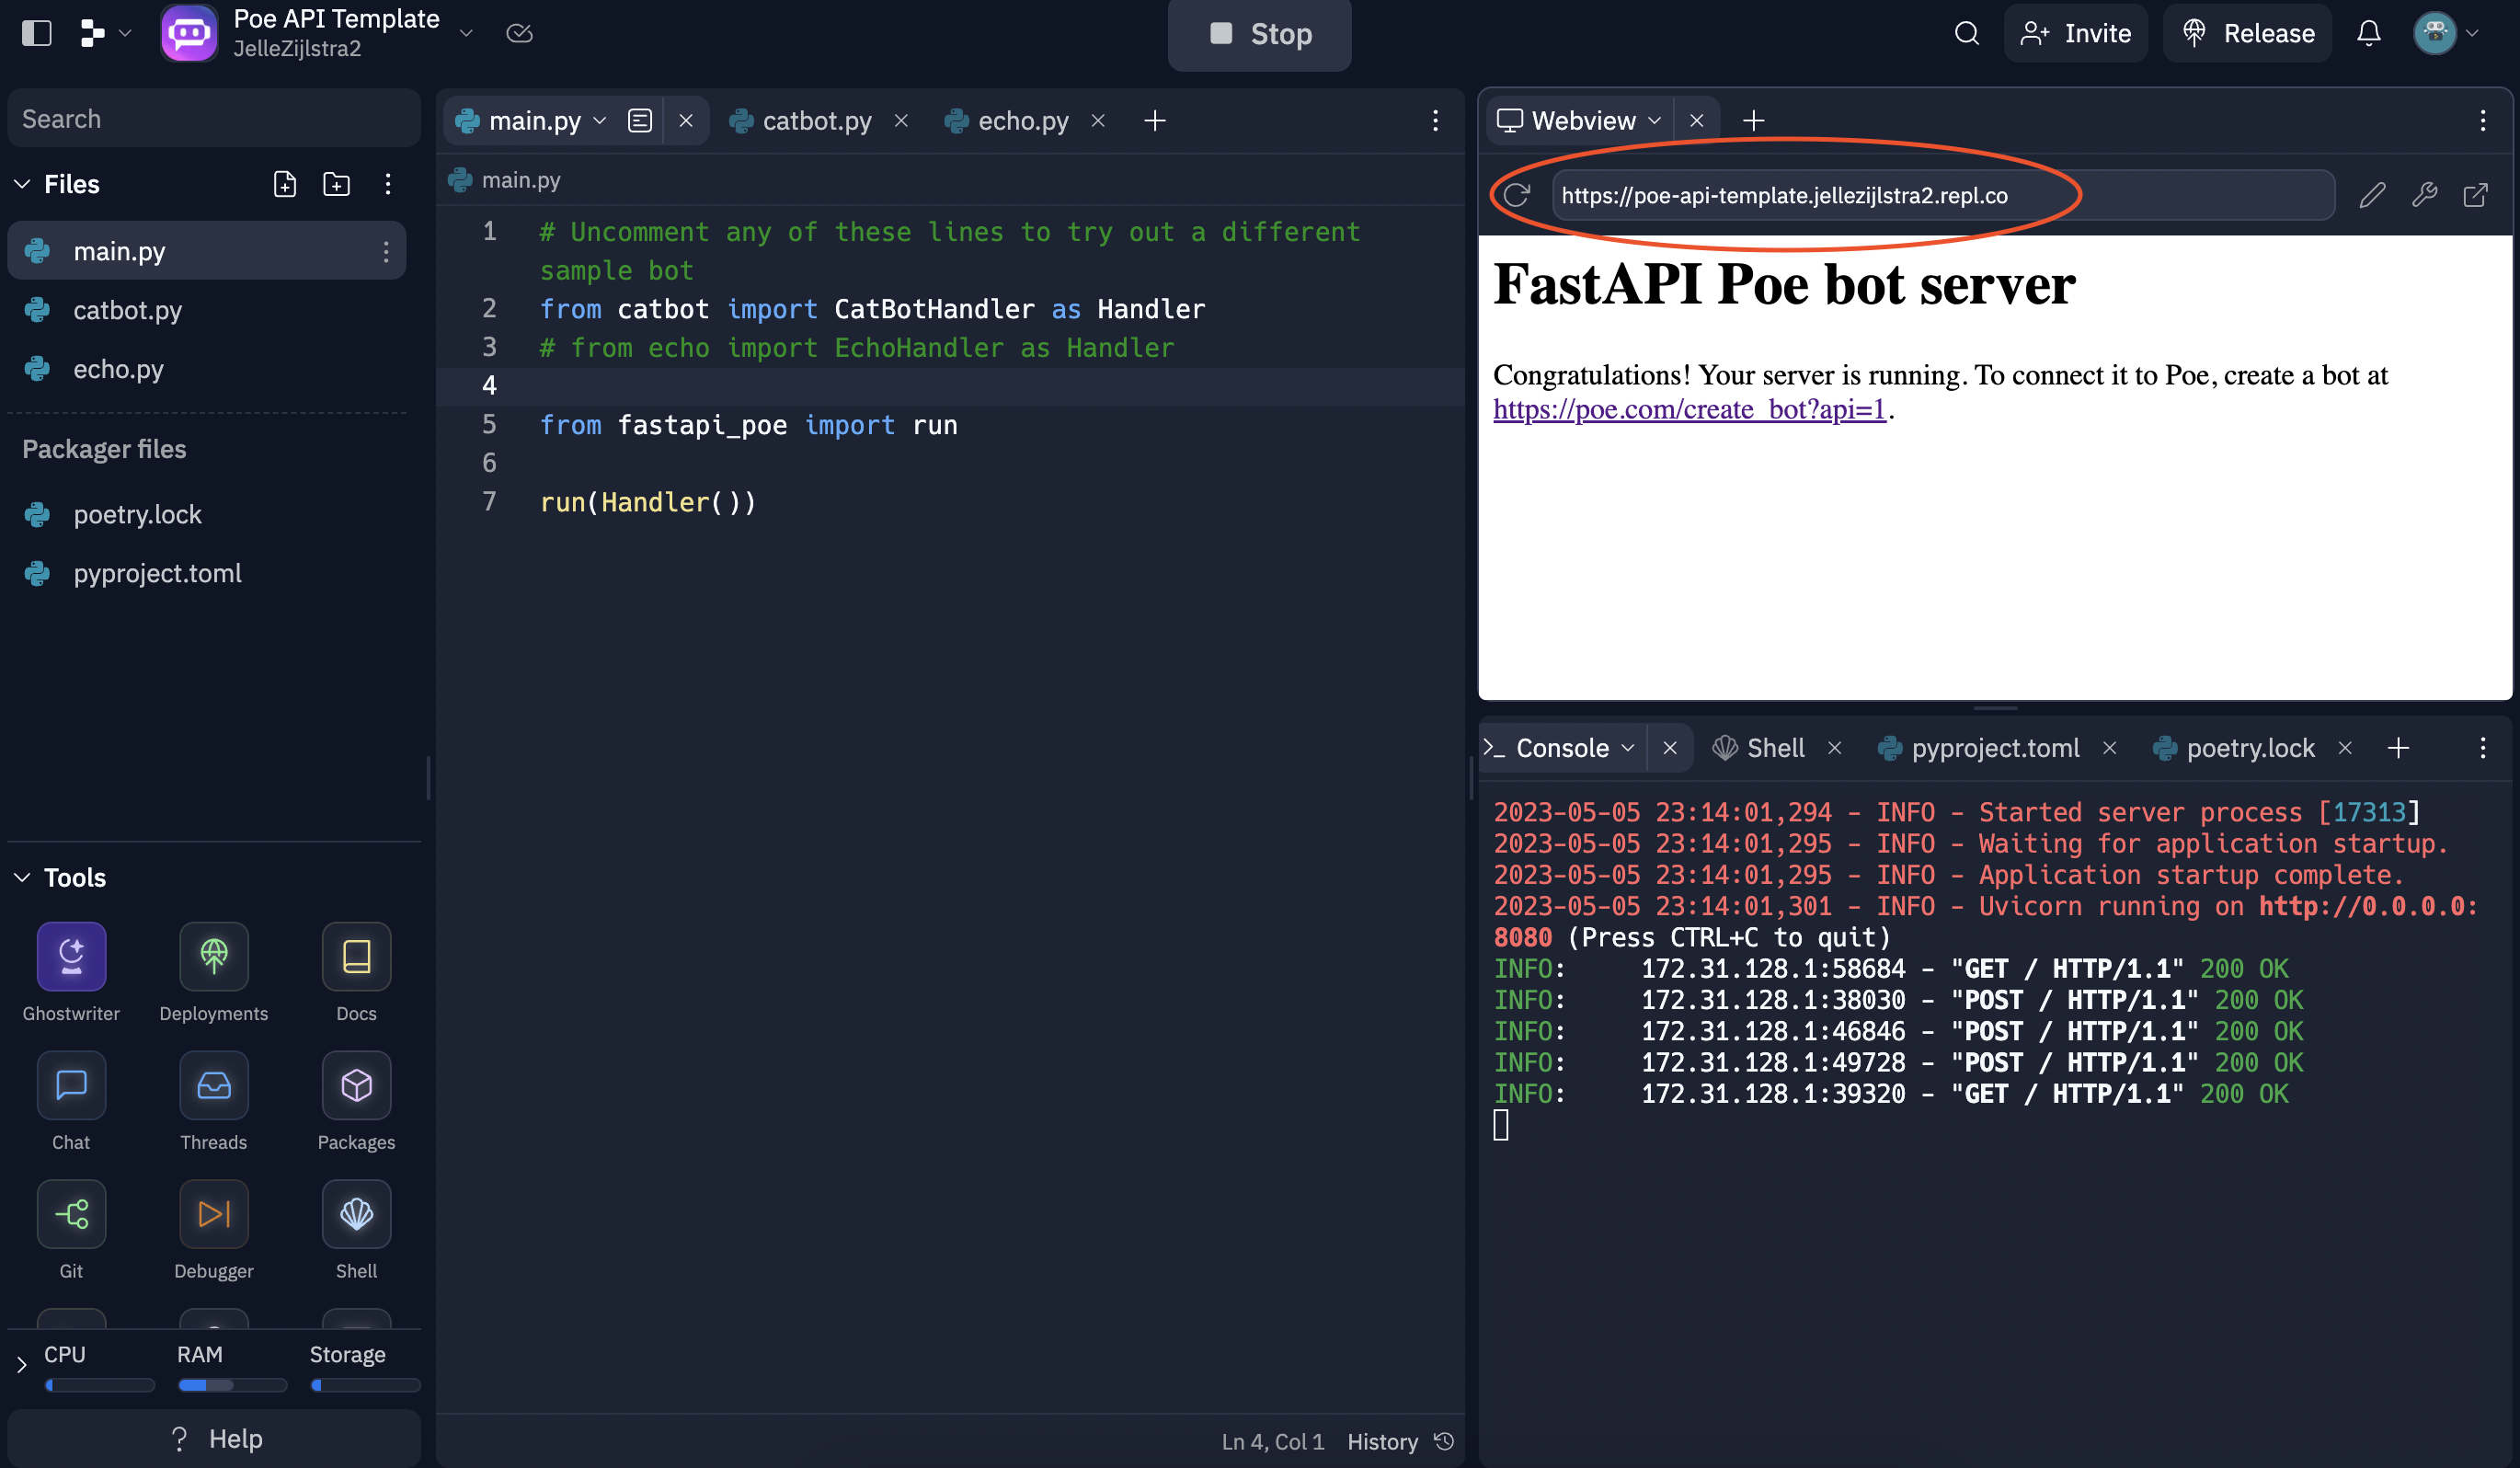 Poe API Template
JelleZijlstra2
Stop
Invite
Release
Search
Files
main.py
catbot.py
echo.py
Packager files
poetry.lock
pyproject.toml
Tools
Ghostwriter
Deployments
Docs
Chat
Threads
Packages
Git
Debugger
Shell
CPU
RAM
Storage
? Help
main.py
catbot.py
echo.py
main.py
1 # Uncomment any of these lines to try out a different
sample bot
2 from catbot import CatBotHandler as Handler
3 # from echo import EchoHandler as Handler
4
5 from fastapi_poe import run
6
7 run(Handler())
Ln 4, Col 1 History
Webview
https://poe-api-template.jellezijlstra2.repl.co
FastAPI Poe bot server
Congratulations! Your server is running. To connect it to Poe, create a bot at
https://poe.com/create_bot?api=1.
Console
Shell
pyproject.toml
poetry.lock
2023-05-05 23:14:01,294 - INFO - Started server process [17313]
2023-05-05 23:14:01,295 - INFO - Waiting for application startup.
2023-05-05 23:14:01,295 - INFO - Application startup complete.
2023-05-05 23:14:01,301 - INFO - Uvicorn running on http://0.0.0.0:
8080 (Press CTRL+C to quit)
INFO: 172.31.128.1:58684 - "GET / HTTP/1.1" 200 OK
INFO: 172.31.128.1:38030 - "POST / HTTP/1.1" 200 OK
INFO: 172.31.128.1:46846 - "POST / HTTP/1.1" 200 OK
INFO: 172.31.128.1:49728 - "POST / HTTP/1.1" 200 OK
INFO: 172.31.128.1:39320 - "GET / HTTP/1.1" 200 OK